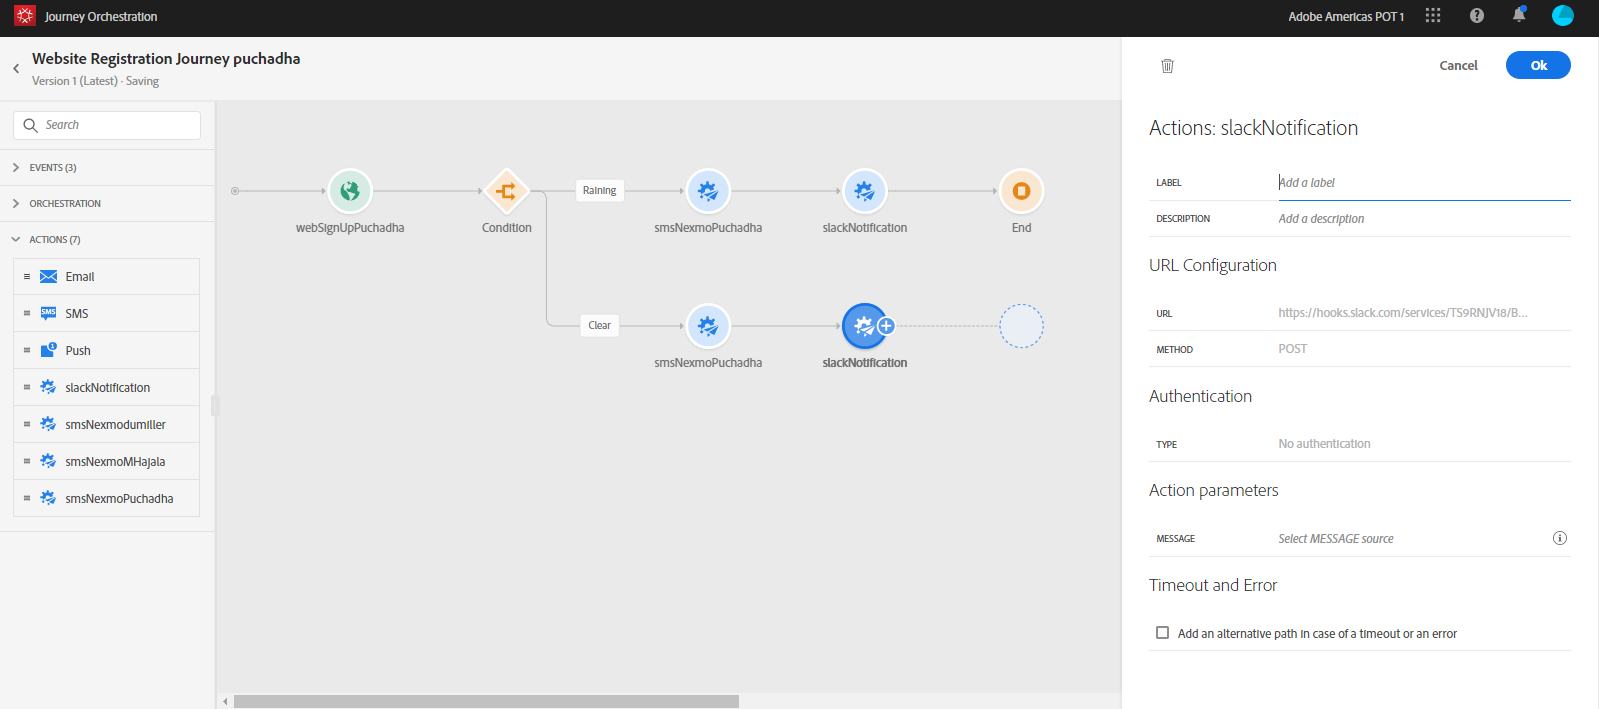 Journey Orchestration
Adobe Americas POT 1
Website Registration Journey puchadha
Version 1 (Latest) · Saving
Cancel
Ok
Search
EVENTS (3)
ORCHESTRATION
ACTIONS (7)
Email
SMS
SMS
1
Push
slackNotification
smsNexmodumiller
smsNexmoMHajala
smsNexmoPuchadha
webSignUpPuchadha
Condition
Raining
smsNexmoPuchadha
slackNotification
End
Clear
smsNexmoPuchadha
slackNotification
Actions: slackNotification
LABEL
Add a label
DESCRIPTION
Add a description
URL Configuration
URL
https://hooks.slack.com/services/TS9RNJV18/B...
METHOD
POST
Authentication
TYPE
No authentication
Action parameters
MESSAGE
Select MESSAGE source
Timeout and Error
Add an alternative path in case of a timeout or an error